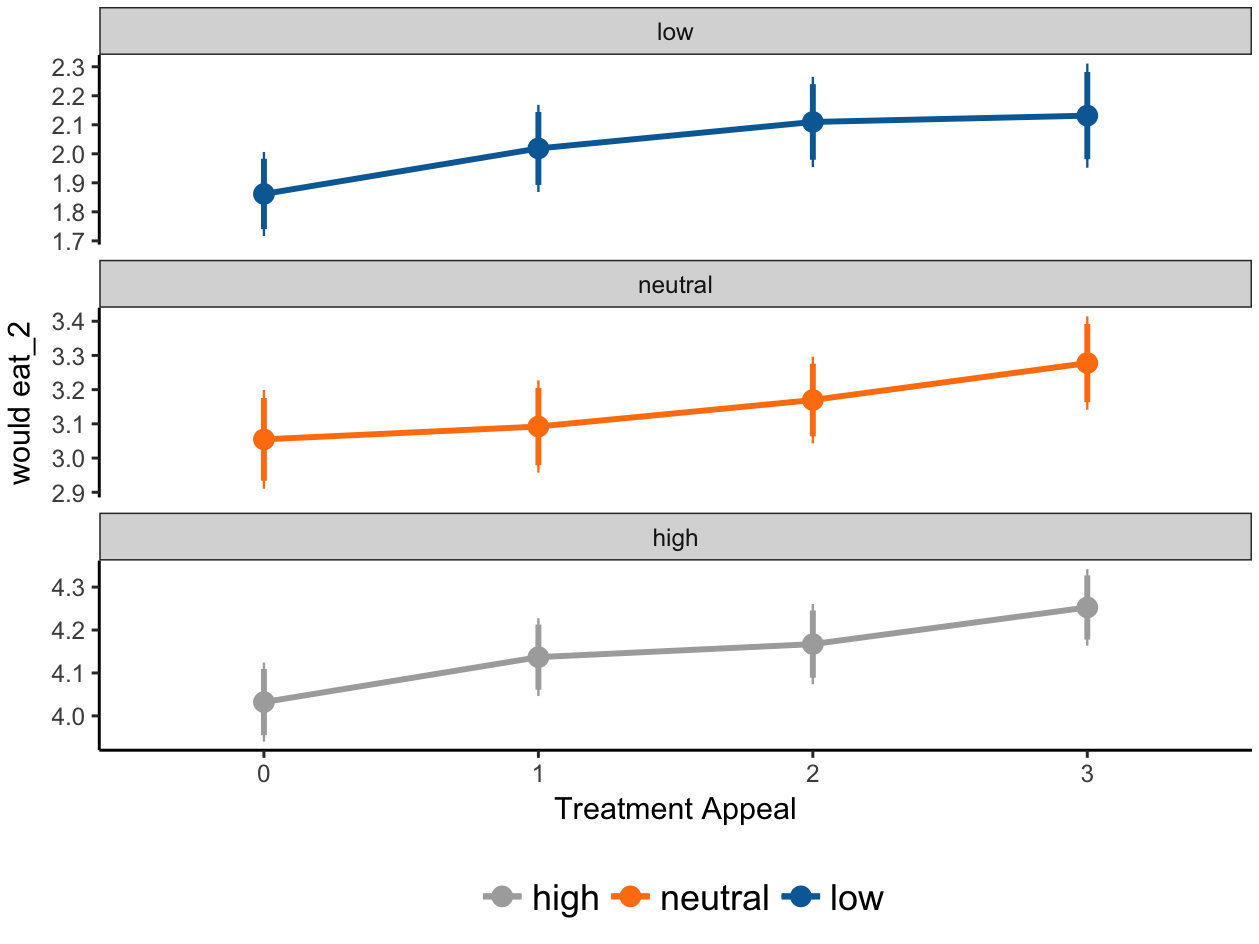 low
2.3
2.2
2.1
2.0
1.9
1.8
1.7
neutral
3.4
3.3
3.2
3.1
3.0
2.9
would eat_2
high
4.3
4.2
4.1
4.0
0 1 2 3
Treatment Appeal
high neutral low